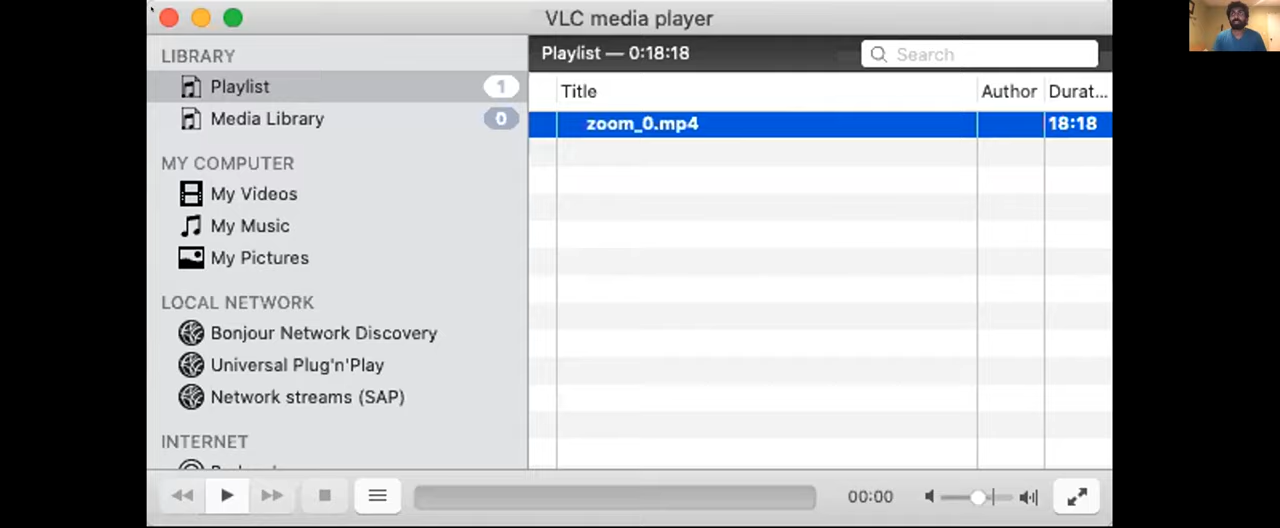 VLC media player
LIBRARY
Playlist 1
Media Library 0
MY COMPUTER
My Videos
My Music
My Pictures
LOCAL NETWORK
Bonjour Network Discovery
Universal Plug'n'Play
Network streams (SAP)
INTERNET
Playlist — 0:18:18
Search
Title Author Durat...
zoom_0.mp4 18:18
00:00